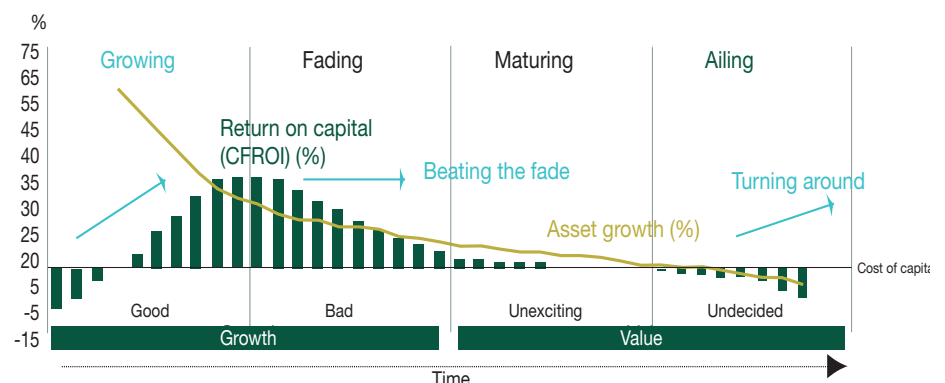 %
75
65
55
45
40
35
30
25
20
5
-5
-15
Growing
Fading
Maturing
Ailing
Return on capital
(CFROI) (%)
Beating the fade
Turning around
Asset growth (%)
Cost of capita
Good
Bad
Unexciting
Undecided
Growth
Value
Time